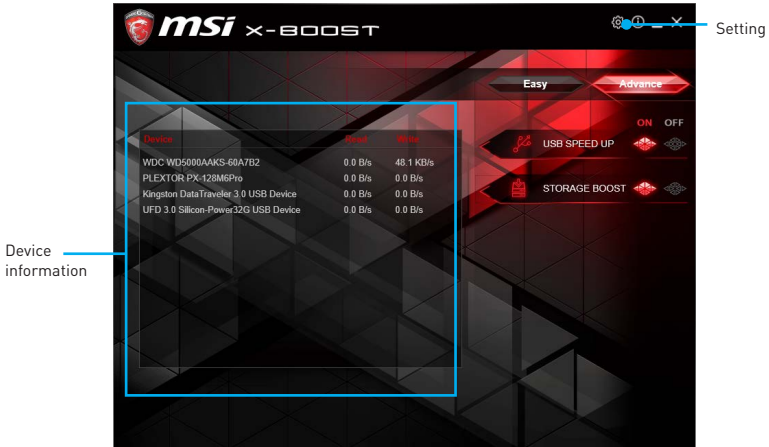 msi X-BOOST
Setting
Easy Advance
ON OFF
USB SPEED UP
STORAGE BOOST
Device Read Write
WDC WD5000AAKS-60A7B2 0.0 B/s 48.1 KB/s
PLEXTOR PX-128M6Pro 0.0 B/s 0.0 B/s
Kingston DataTraveler 3.0 USB Device 0.0 B/s 0.0 B/s
UFD 3.0 Silicon-Power32G USB Device 0.0 B/s 0.0 B/s
Device
information